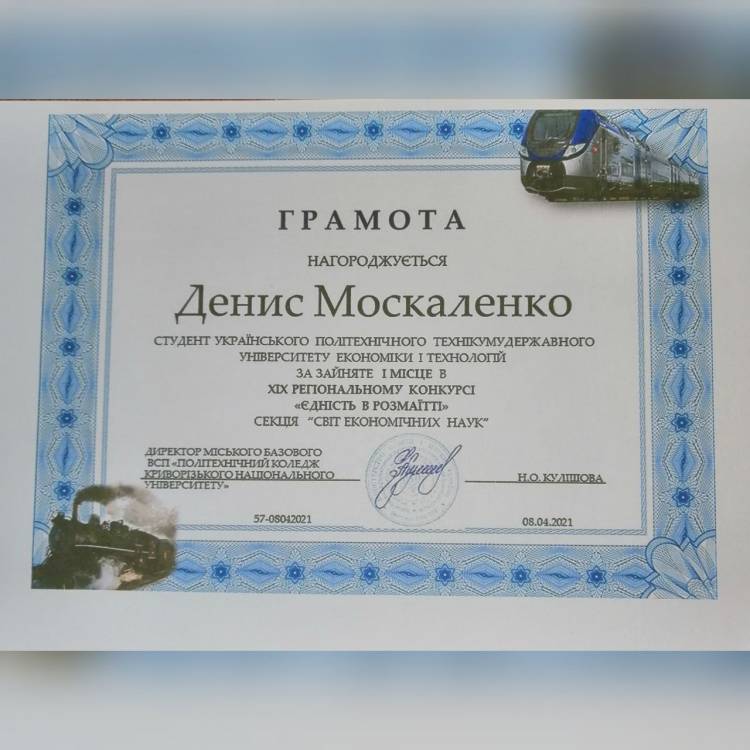 ГРАМОТА
НАГОРОДЖУЄТЬСЯ
Денис Москаленко
СТУДЕНТ УКРАЇНСЬКОГО ПОЛІТЕХНІЧНОГО ТЕХНІКУМУДЕРЖАВНОГО
УНІВЕРСИТЕТУ ЕКОНОМІКИ І ТЕХНОЛОГІЙ
ЗА ЗАЙНЯТЕ І МІСЦЕ В
XIX РЕГІОНАЛЬНОМУ КОНКУРСІ
«ЄДНІСТЬ В РОЗМАЇТТІ»
СЕКЦІЯ "СВІТ ЕКОНОМІЧНИХ НАУК"
ДИРЕКТОР МІСЬКОГО БАЗОВОГО
ВСП «ПОЛІТЕХНІЧНИЙ КОЛЕДЖ
КРИВОРІЗЬКОГО НАЦІОНАЛЬНОГО
УНІВЕРСИТЕТУ»
Н.О. КУЛІШОВА
57-08042021
08.04.2021